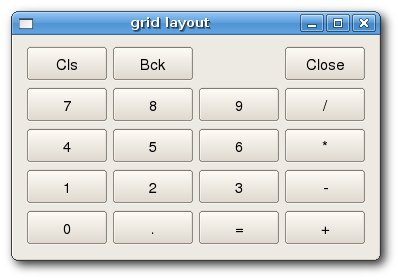 grid layout
Cls Bck Close
7 8 9 /
4 5 6 *
1 2 3 -
0 . = +